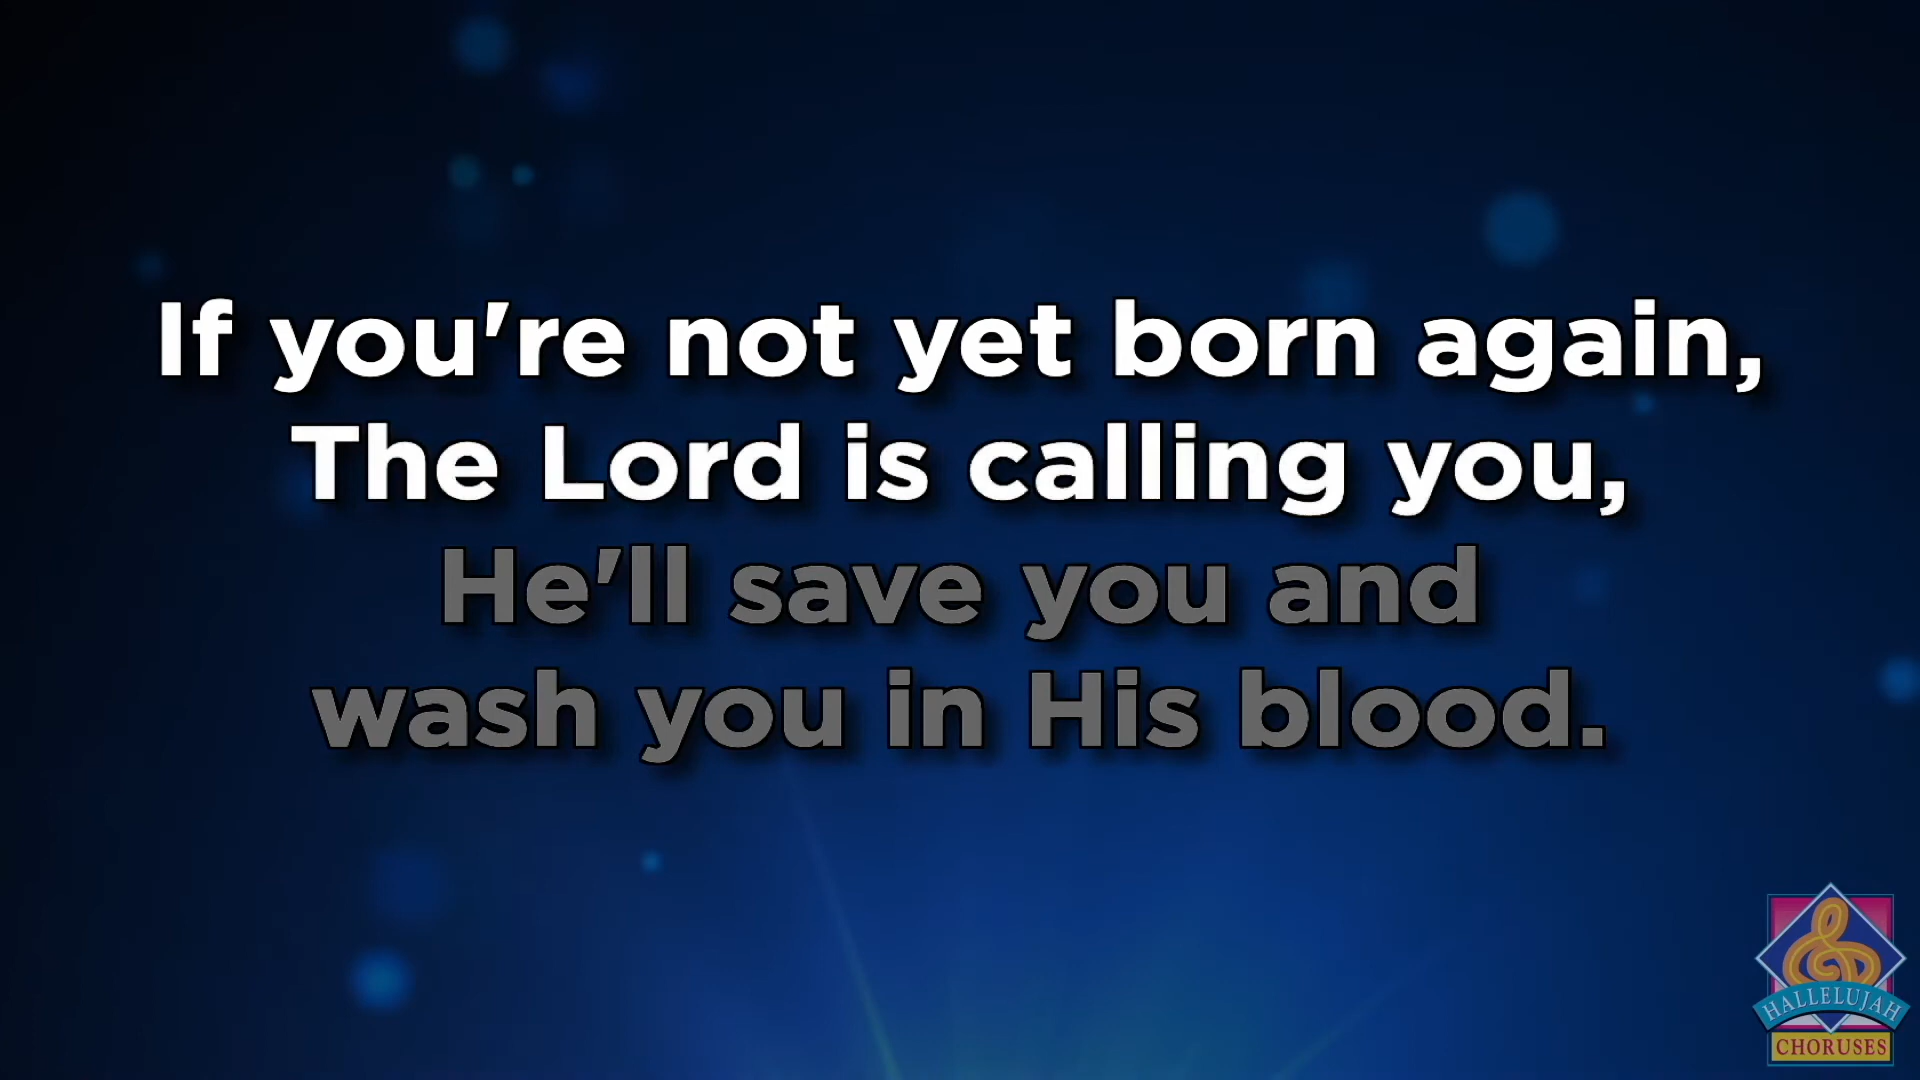 If you're not yet born again,
The Lord is calling you,
He'll save you and
wash you in His blood.
HALLELUJAH
CHORUSES